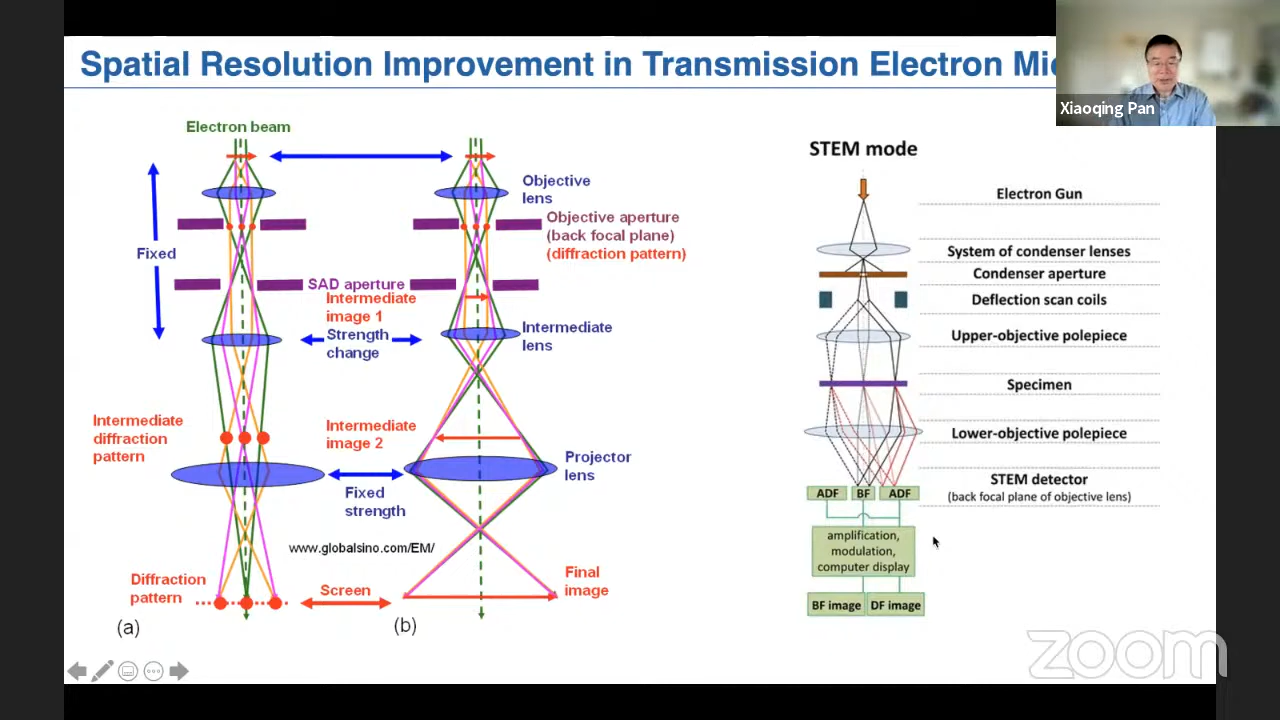 Spatial Resolution Improvement in Transmission Electron
Xiaoqing Pan
Electron beam
Objective
lens
Objective aperture
(back focal plane)
(diffraction pattern)
Fixed
SAD aperture
Intermediate
image 1
Strength
change
Intermediate
lens
Intermediate
diffraction
pattern
Intermediate
image 2
Projector
lens
Fixed
strength
www.globalsino.com/EM/
Diffraction
pattern
Screen
Final
image
(a)
(b)
STEM mode
Electron Gun
System of condenser lenses
Condenser aperture
Deflection scan coils
Upper-objective polepiece
Specimen
Lower-objective polepiece
STEM detector
(back focal plane of objective lens)
ADF BF ADF
amplification,
modulation,
computer display
BF image DF image
zoom